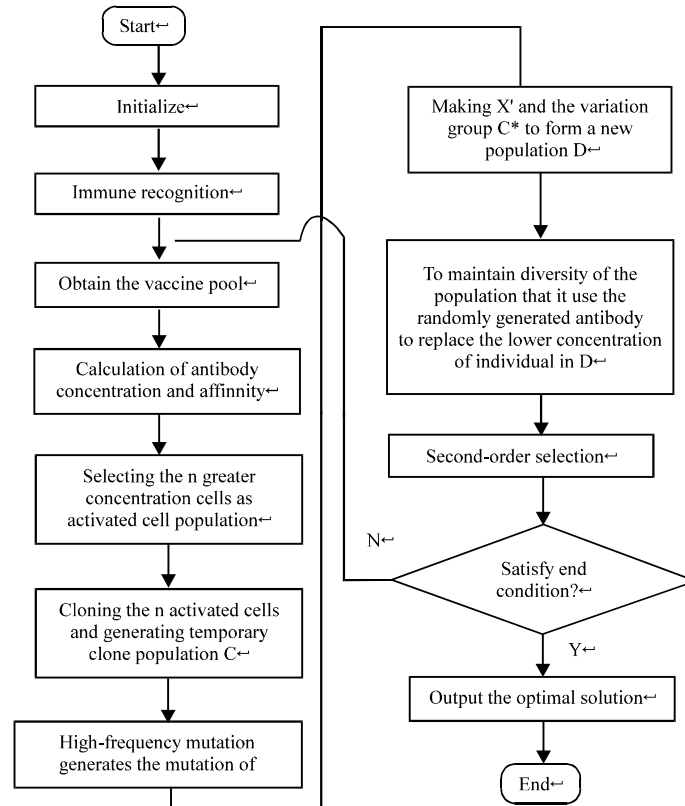 Start↵
Initialize↵
Immune recognition↵
Obtain the vaccine pool↵
Calculation of antibody
concentration and affinnity↵
Selecting the n greater
concentration cells as
activated cell population↵
Cloning the n activated cells
and generating temporary
clone population C↵
High-frequency mutation
generates the mutation of
Making X' and the variation
group C* to form a new
population D↵
To maintain diversity of the
population that it use the
randomly generated antibody
to replace the lower concentration
of individual in D↵
Second-order selection↵
N↵
Satisfy end
condition?↵
Y↵
Output the optimal solution↵
End↵